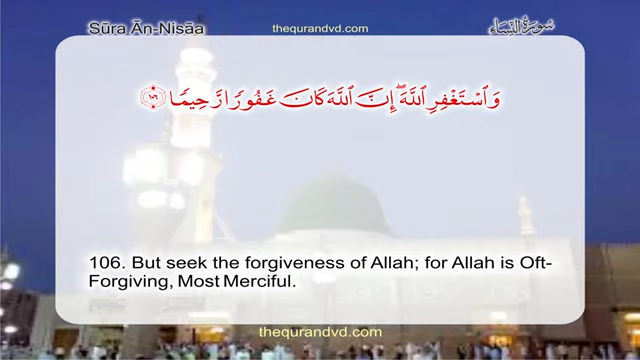 Sūra Ān-Nisāa
thequrandvd.com
سورة النساء
وَٱسْتَغْفِرِ ٱللَّهَ ۖ إِنَّ ٱللَّهَ كَانَ غَفُورًا رَّحِيمًا ١٠٦
106. But seek the forgiveness of Allah; for Allah is Oft-
Forgiving, Most Merciful.
thequrandvd.com